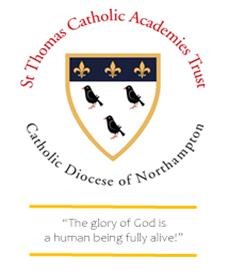 St Thomas Catholic Academies Trust
Catholic Diocese of Northampton
"The glory of God is
a human being fully alive!"